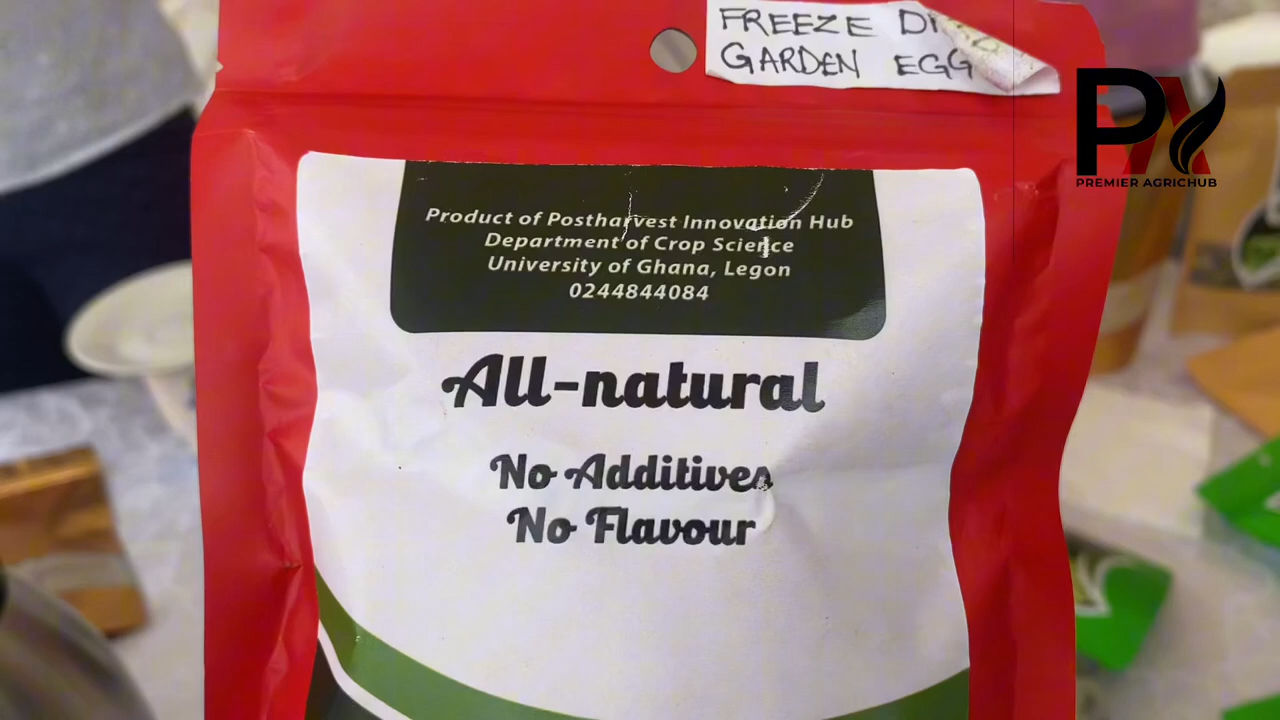 FREEZE
GARDEN EGG
PREMIER AGRICHUB
Product of Postharvest Innovation Hub
Department of Crop Science
University of Ghana, Legon
0244844084
All-natural
No Additives
No Flavour